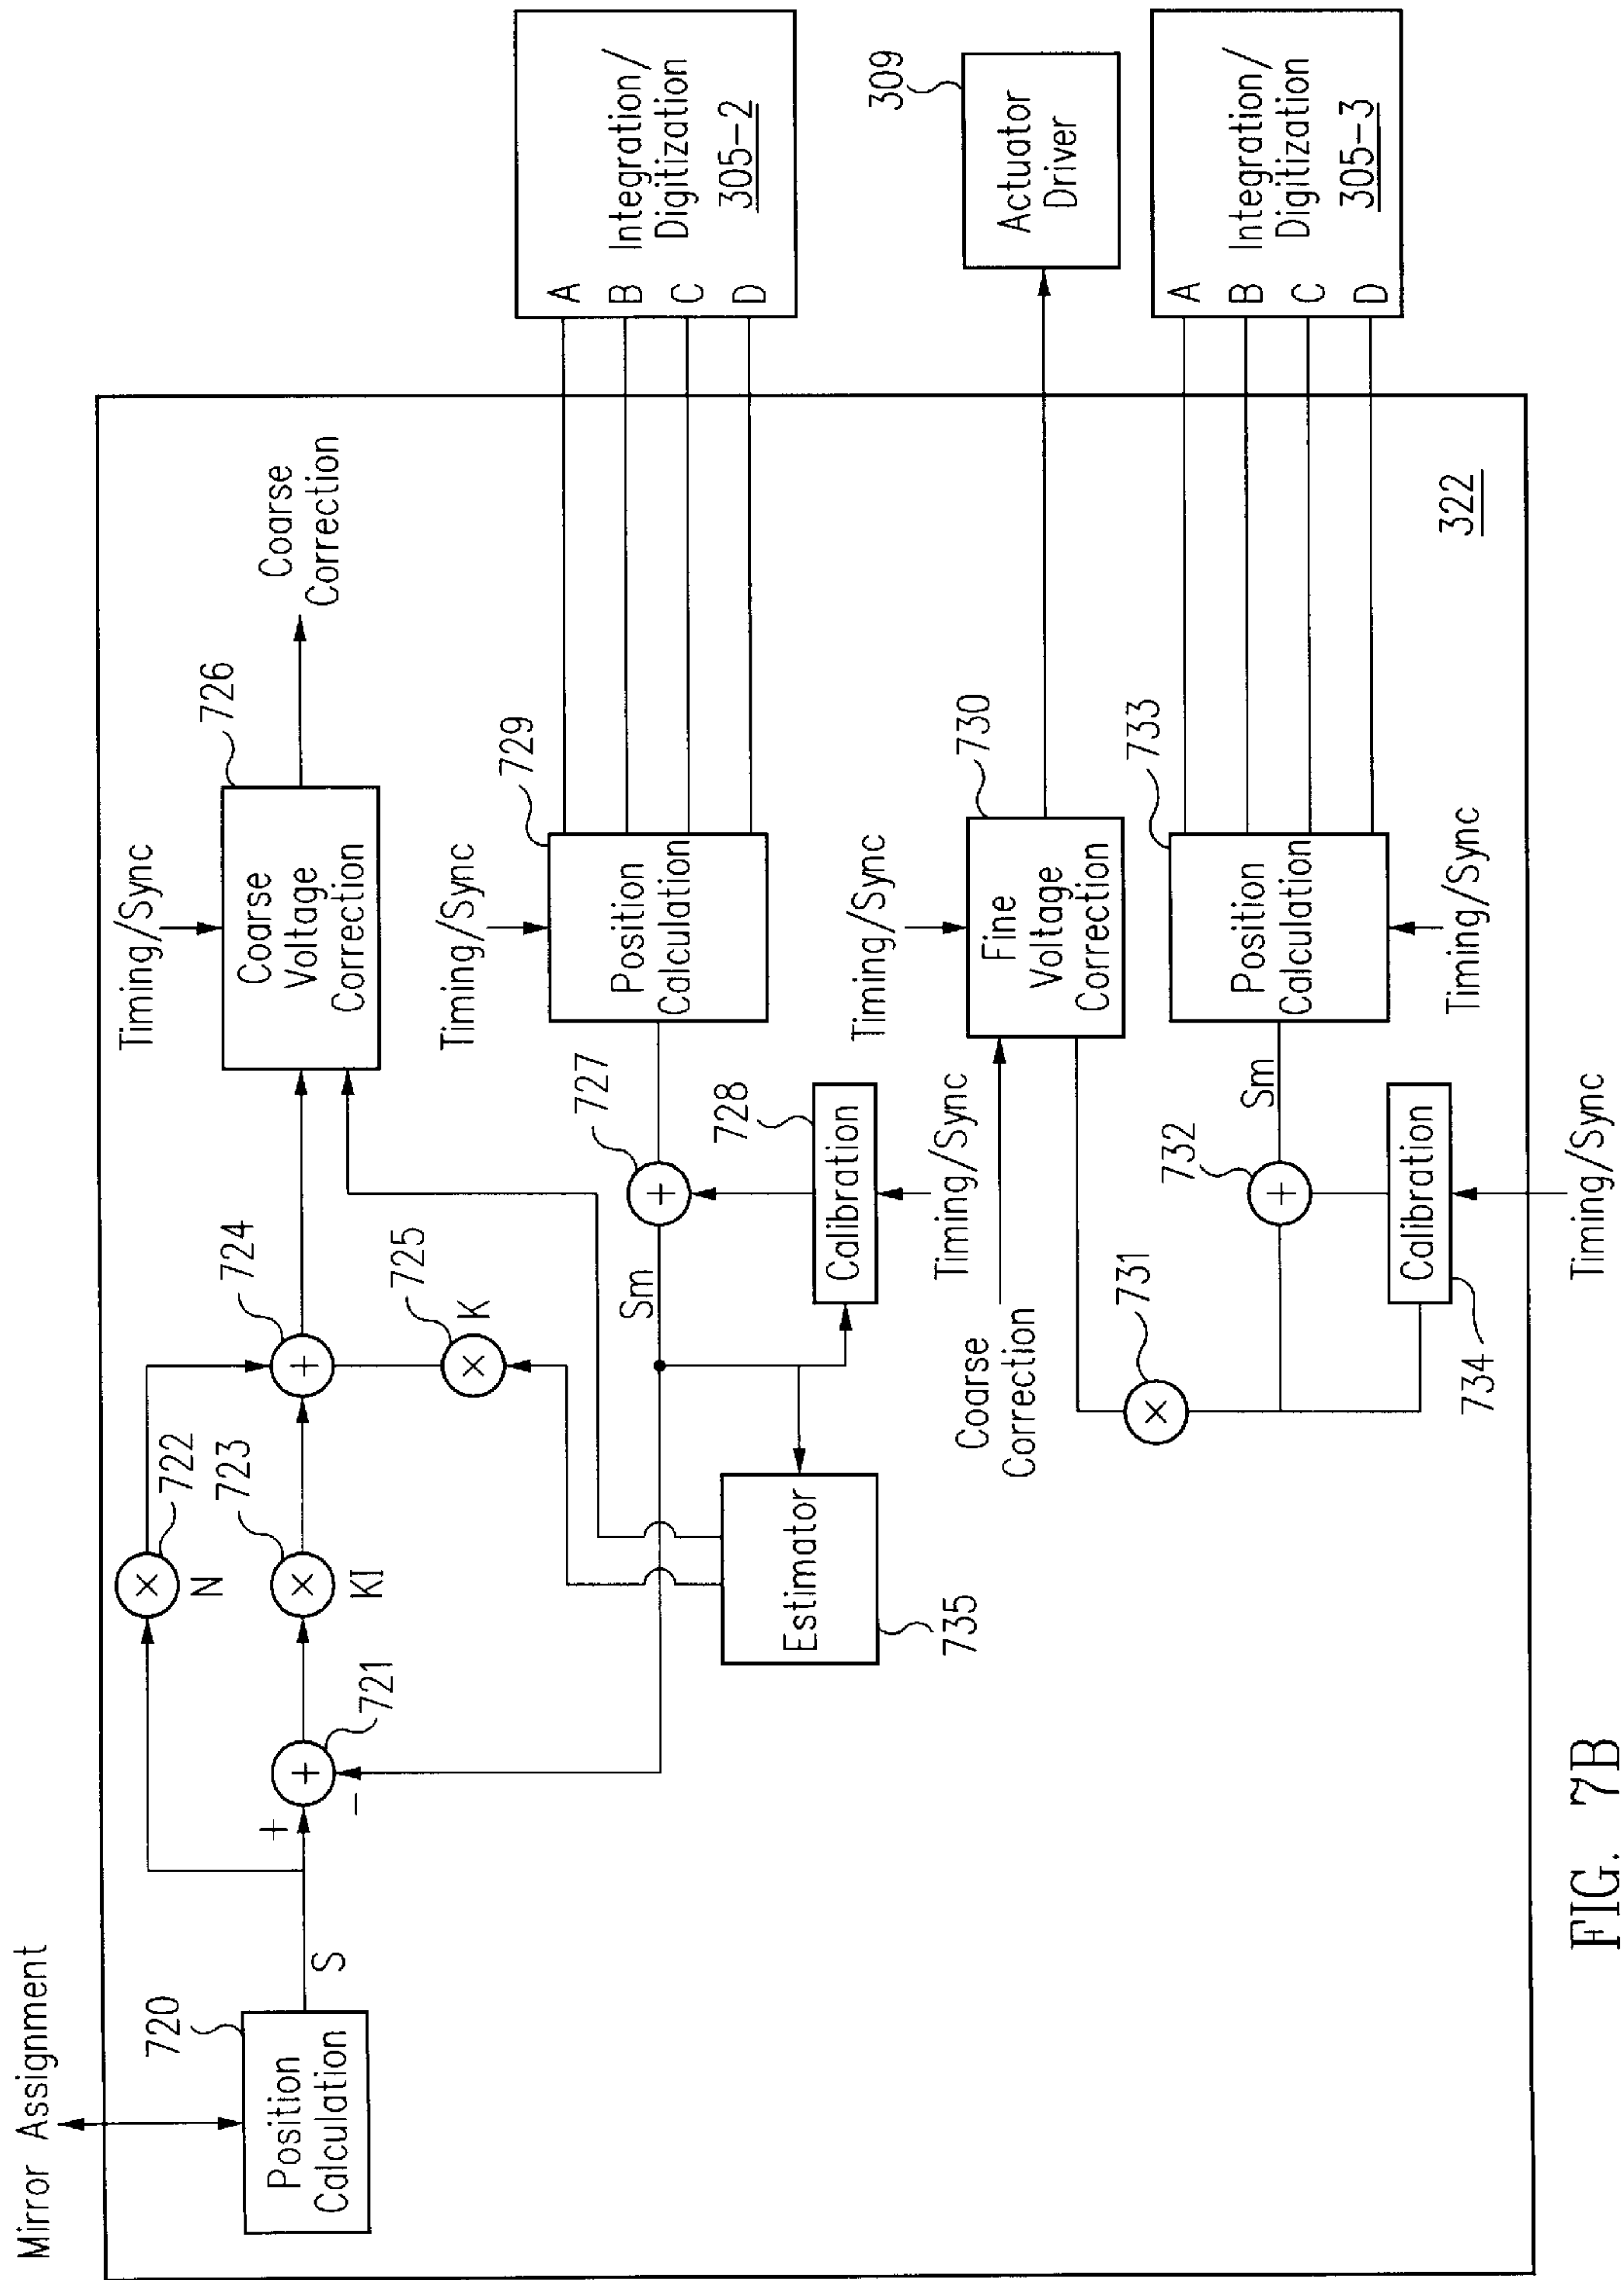 Mirror Assignment
720
Position
Calculation
S
+
-
+
721
×
722
N
×
723
KI
+
724
×
725
K
Timing/Sync
Coarse
Voltage
Correction
726
Coarse
Correction
Timing/Sync
Position
Calculation
729
+
727
Sm
Calibration
728
Timing/Sync
Estimator
735
A
B
C
D
Integration/
Digitization
305-2
Coarse
Correction
Timing/Sync
Fine
Voltage
Correction
730
Actuator
Driver
309
×
731
+
732
Sm
Calibration
734
Timing/Sync
Position
Calculation
733
Timing/Sync
A
B
C
D
Integration/
Digitization
305-3
322
FIG. 7B